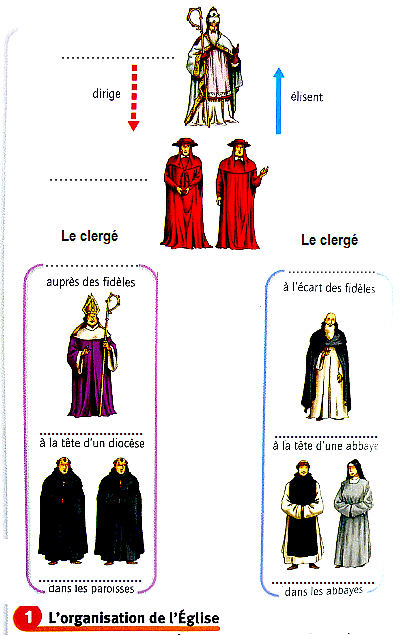 dirige
élisent
Le clergé
Le clergé
auprès des fidèles
à l'écart des fidèles
à la tête d'un diocèse
à la tête d'une abbaye
dans les paroisses
dans les abbayes
1 L'organisation de l'Église